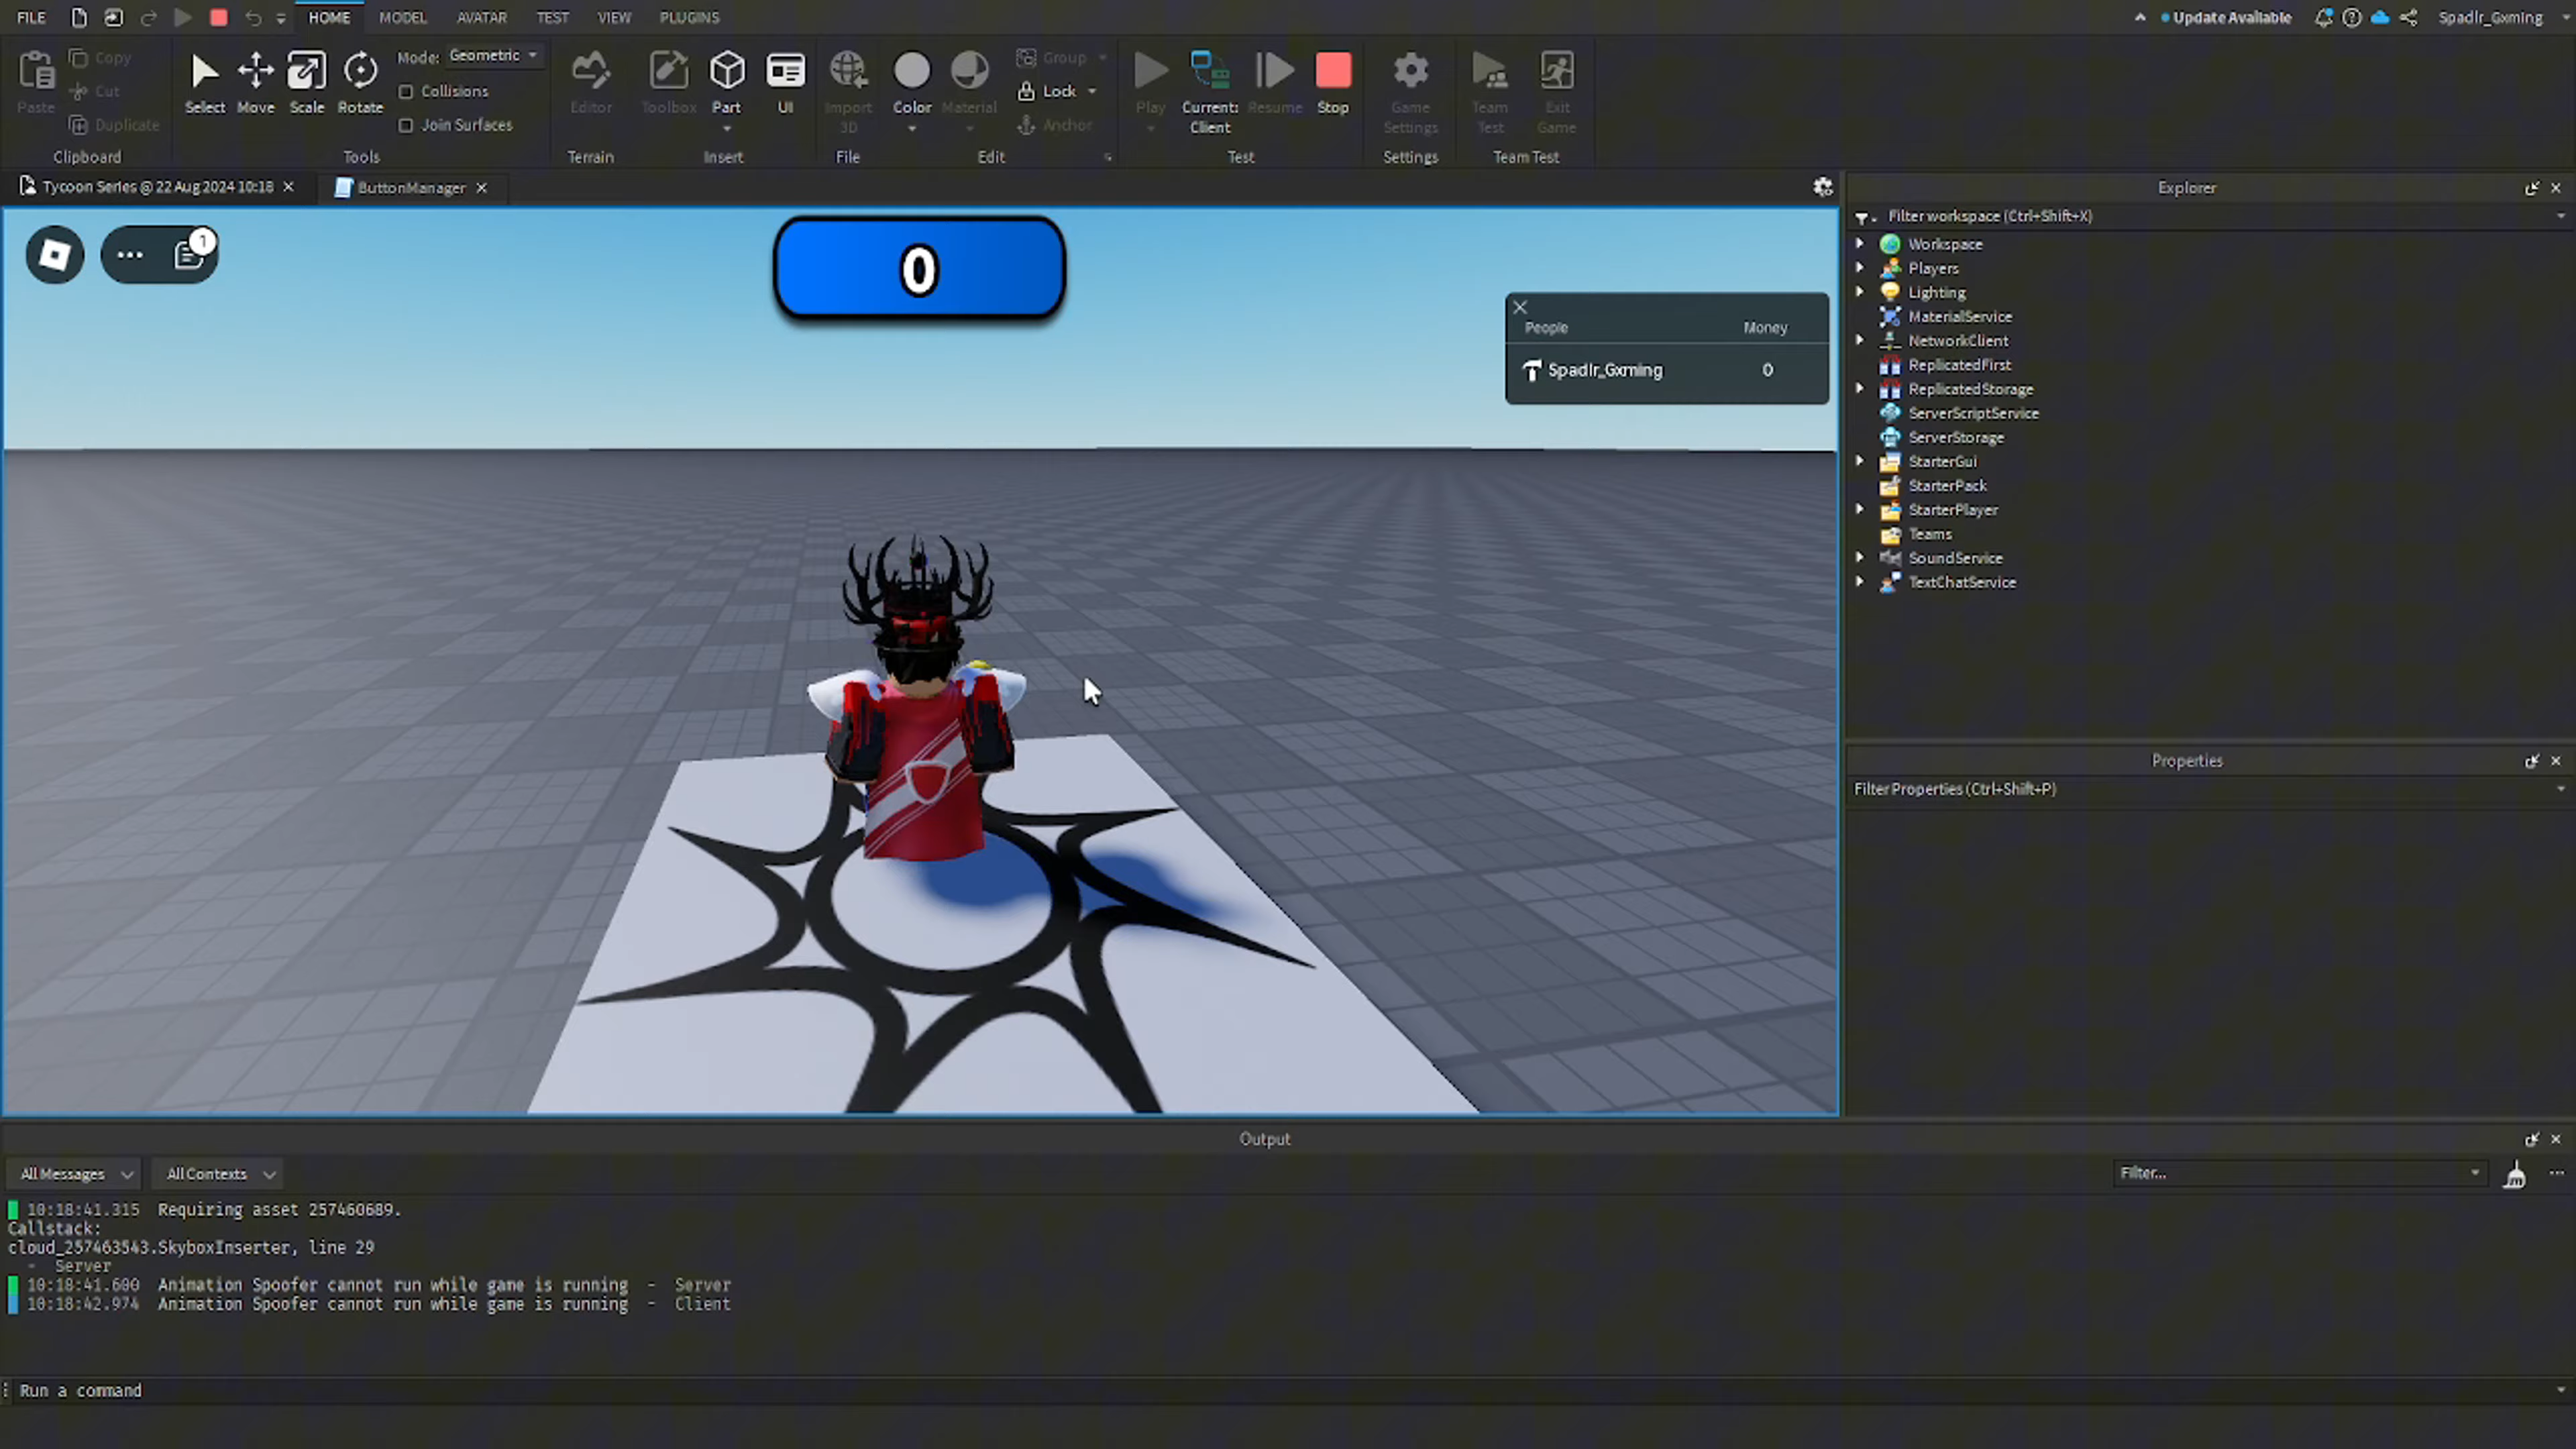 FILE HOME MODEL AVATAR TEST VIEW PLUGINS Update Available Spadlr_Gxming
Paste Copy Cut Duplicate Clipboard
Select Move Scale Rotate Mode: Geometric Collisions Join Surfaces Tools
Editor Terrain
Toolbox Part UI Insert
Import 3D File
Color Material Group Lock Anchor Edit
Play Current: Client Resume Stop Test
Game Settings Settings
Team Test Exit Game Team Test
Tycoon Series @ 22 Aug 2024 10:18 ButtonManager
1
0
People Money
Spadlr_Gxming 0
Explorer
Filter workspace (Ctrl+Shift+X)
Workspace
Players
Lighting
MaterialService
NetworkClient
ReplicatedFirst
ReplicatedStorage
ServerScriptService
ServerStorage
StarterGui
StarterPack
StarterPlayer
Teams
SoundService
TextChatService
Properties
Filter Properties (Ctrl+Shift+P)
Output
All Messages All Contexts Filter...
10:18:41.315 Requiring asset 257460689.
Callstack:
cloud_257463543.SkyboxInserter, line 29
- Server
10:18:41.600 Animation Spoofer cannot run while game is running - Server
10:18:42.974 Animation Spoofer cannot run while game is running - Client
Run a command